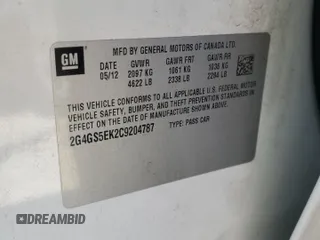 GM
MFD BY GENERAL MOTORS OF CANADA LTD.
DATE GVWR GAWR FRT GAWR RR
05/12 2097 KG 1061 KG 1036 KG
4622 LB 2338 LB 2284 LB
THIS VEHICLE CONFORMS TO ALL APPLICABLE U.S. FEDERAL MOTOR
VEHICLE SAFETY, BUMPER, AND THEFT PREVENTION STANDARDS
IN EFFECT ON THE DATE OF MANUFACTURE SHOWN ABOVE.
2G4GS5EK2C9204787
TYPE: PASS CAR
DREAMBID